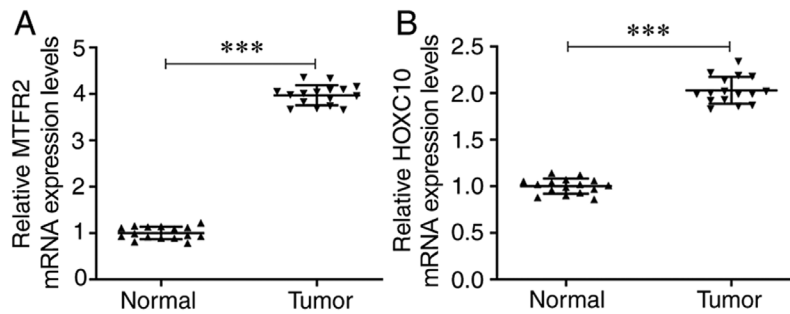 A
Relative MTFR2
mRNA expression levels
5
4
3
2
1
0
***
Normal
Tumor
B
Relative HOXC10
mRNA expression levels
2.5
2.0
1.5
1.0
0.5
0.0
***
Normal
Tumor